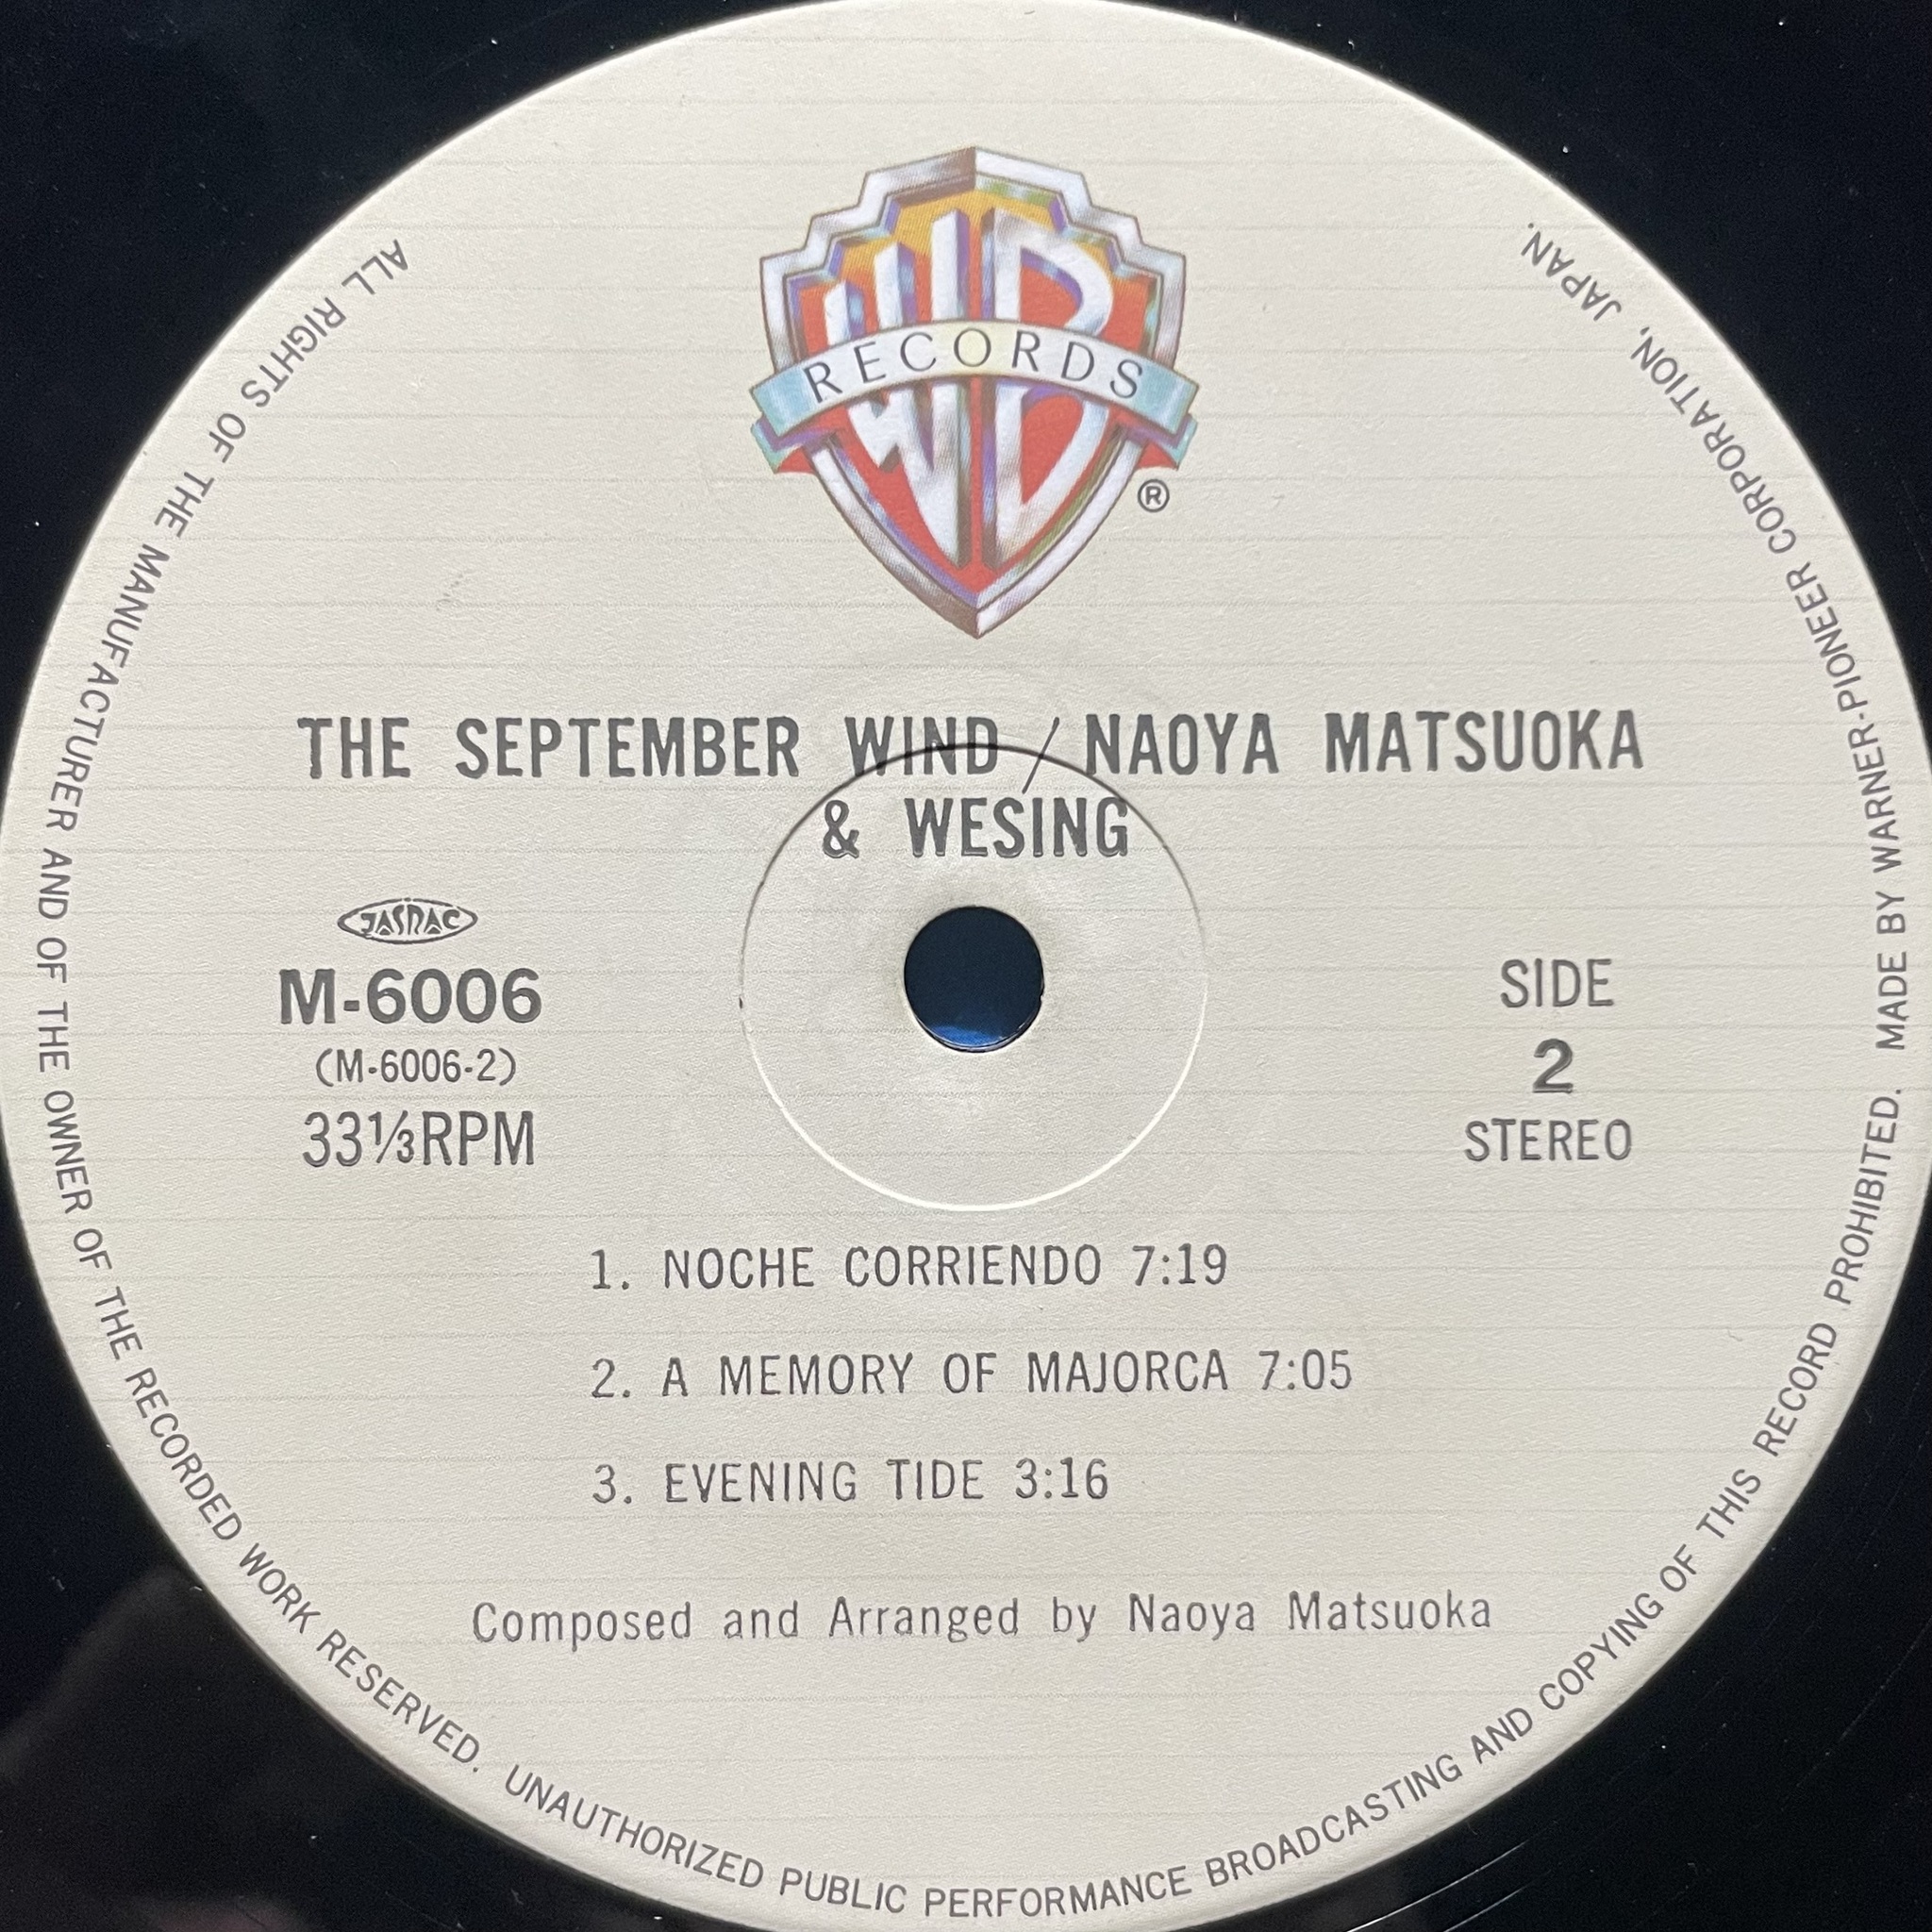 WB
RECORDS
®
THE SEPTEMBER WIND / NAOYA MATSUOKA
& WESING
JASRAC
M-6006
(M-6006-2)
33⅓RPM
SIDE
2
STEREO
1. NOCHE CORRIENDO 7:19
2. A MEMORY OF MAJORCA 7:05
3. EVENING TIDE 3:16
Composed and Arranged by Naoya Matsuoka
ALL RIGHTS OF THE MANUFACTURER AND OF THE OWNER OF THE RECORDED WORK RESERVED. UNAUTHORIZED PUBLIC PERFORMANCE BROADCASTING AND COPYING OF THIS RECORD PROHIBITED. MADE BY WARNER-PIONEER CORPORATION, JAPAN.